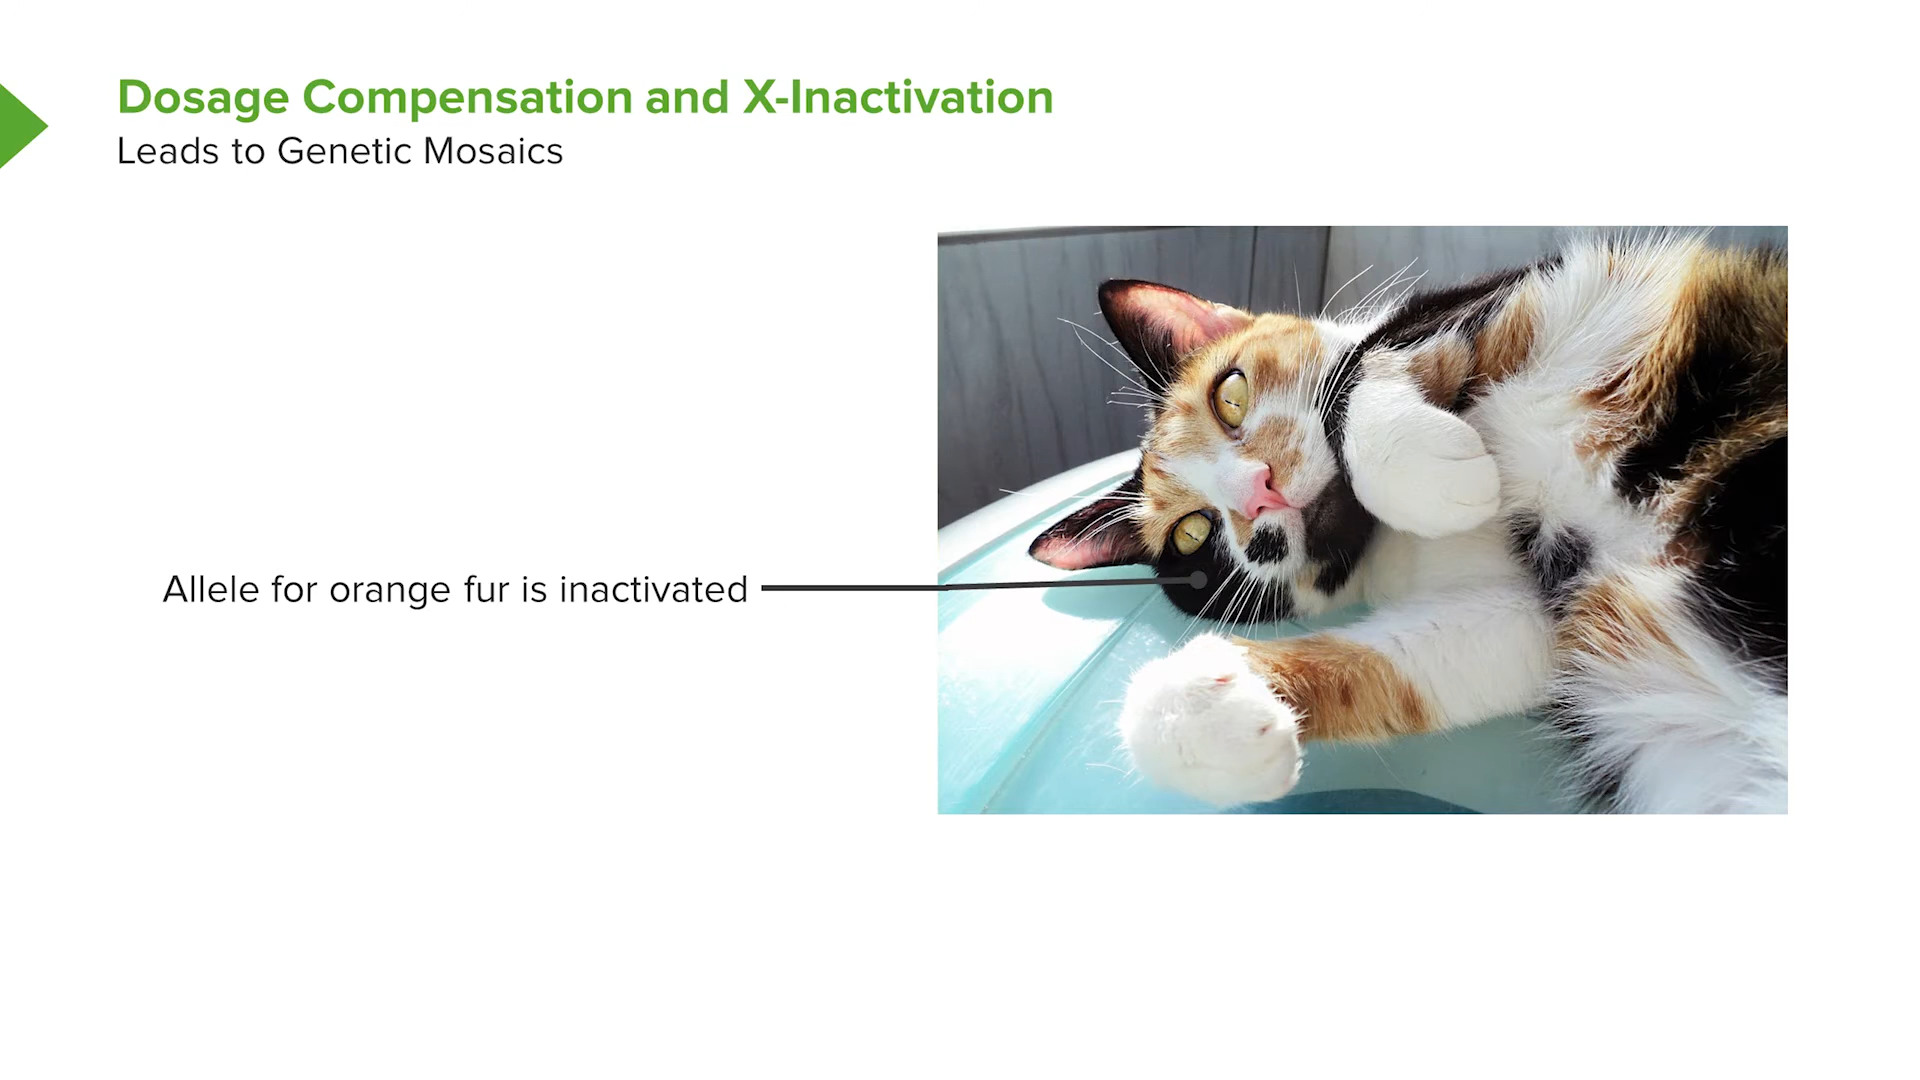 Dosage Compensation and X-Inactivation
Leads to Genetic Mosaics
Allele for orange fur is inactivated